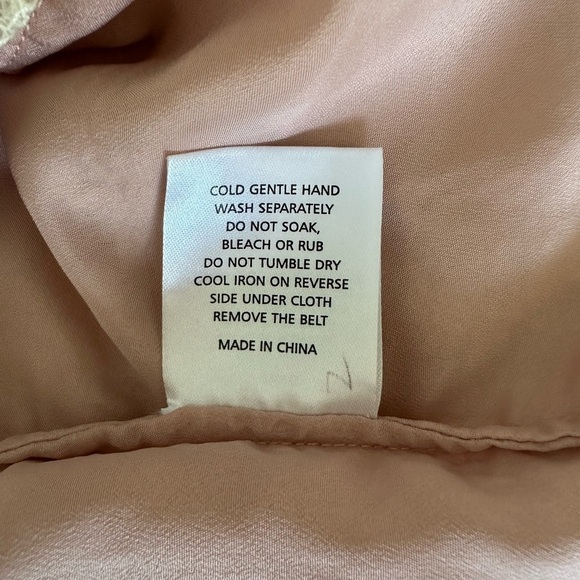 COLD GENTLE HAND
WASH SEPARATELY
DO NOT SOAK,
BLEACH OR RUB
DO NOT TUMBLE DRY
COOL IRON ON REVERSE
SIDE UNDER CLOTH
REMOVE THE BELT
MADE IN CHINA